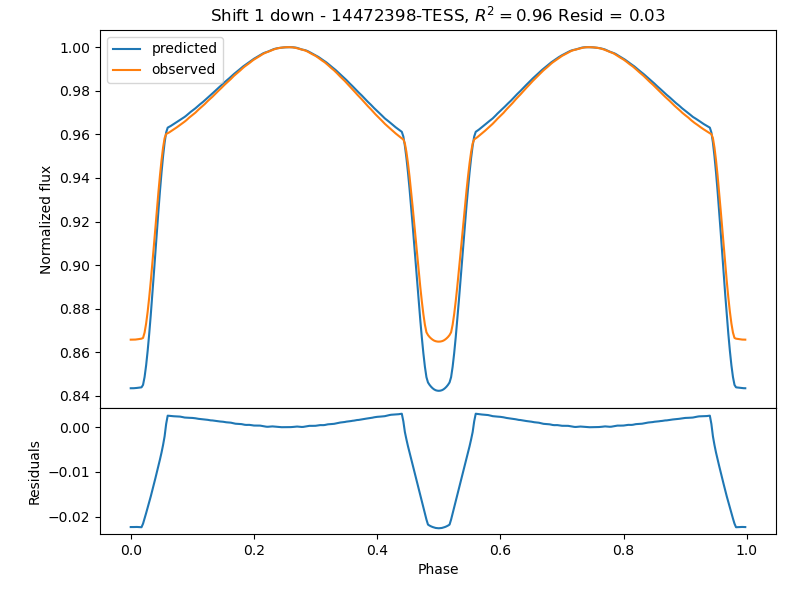 Shift 1 down - 14472398-TESS, R² = 0.96 Resid = 0.03
predicted
observed
1.00
0.98
0.96
0.94
0.92
0.90
0.88
0.86
0.84
Normalized flux
0.00
−0.01
−0.02
Residuals
0.0 0.2 0.4 0.6 0.8 1.0
Phase